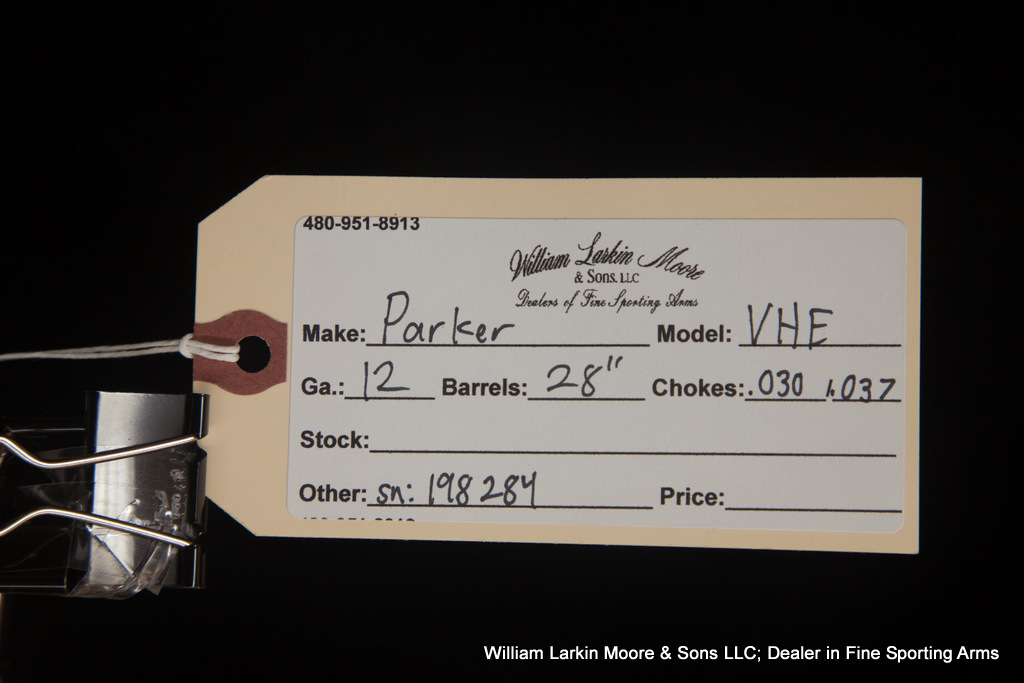 480-951-8913
William Larkin Moore
& Sons, LLC
Dealers of Fine Sporting Arms
Make: Parker Model: VHE
Ga.: 12 Barrels: 28" Chokes: .030 / .037
Stock:
Other: sn: 198284 Price:
William Larkin Moore & Sons LLC; Dealer in Fine Sporting Arms